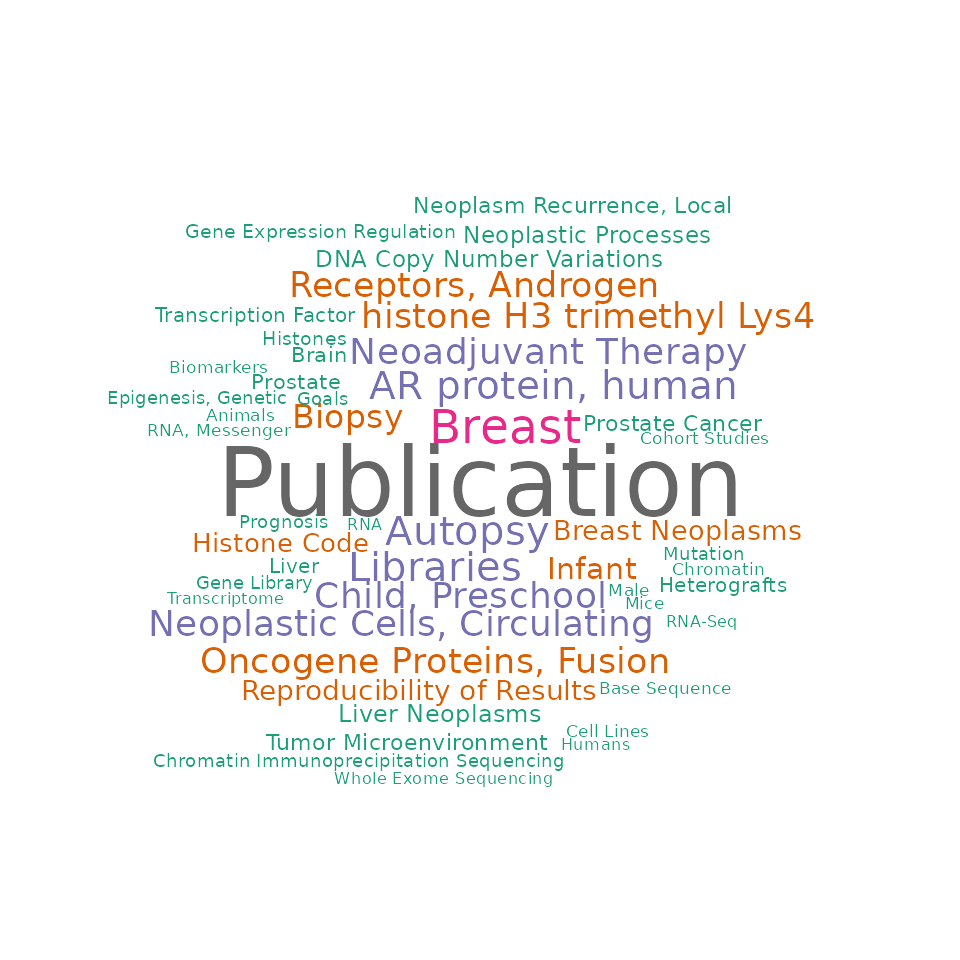 Neoplasm Recurrence, Local
Gene Expression Regulation
Neoplastic Processes
DNA Copy Number Variations
Receptors, Androgen
Transcription Factor
histone H3 trimethyl Lys4
Histones
Brain
Neoadjuvant Therapy
Biomarkers
Prostate
AR protein, human
Epigenesis, Genetic
Goals
Animals
Biopsy
Breast
Prostate Cancer
RNA, Messenger
Cohort Studies
Publication
Prognosis
RNA
Autopsy
Breast Neoplasms
Histone Code
Mutation
Liver
Libraries
Infant
Chromatin
Gene Library
Heterografts
Transcriptome
Child, Preschool
Male
Mice
Neoplastic Cells, Circulating
RNA-Seq
Oncogene Proteins, Fusion
Reproducibility of Results
Base Sequence
Liver Neoplasms
Cell Lines
Tumor Microenvironment
Humans
Chromatin Immunoprecipitation Sequencing
Whole Exome Sequencing